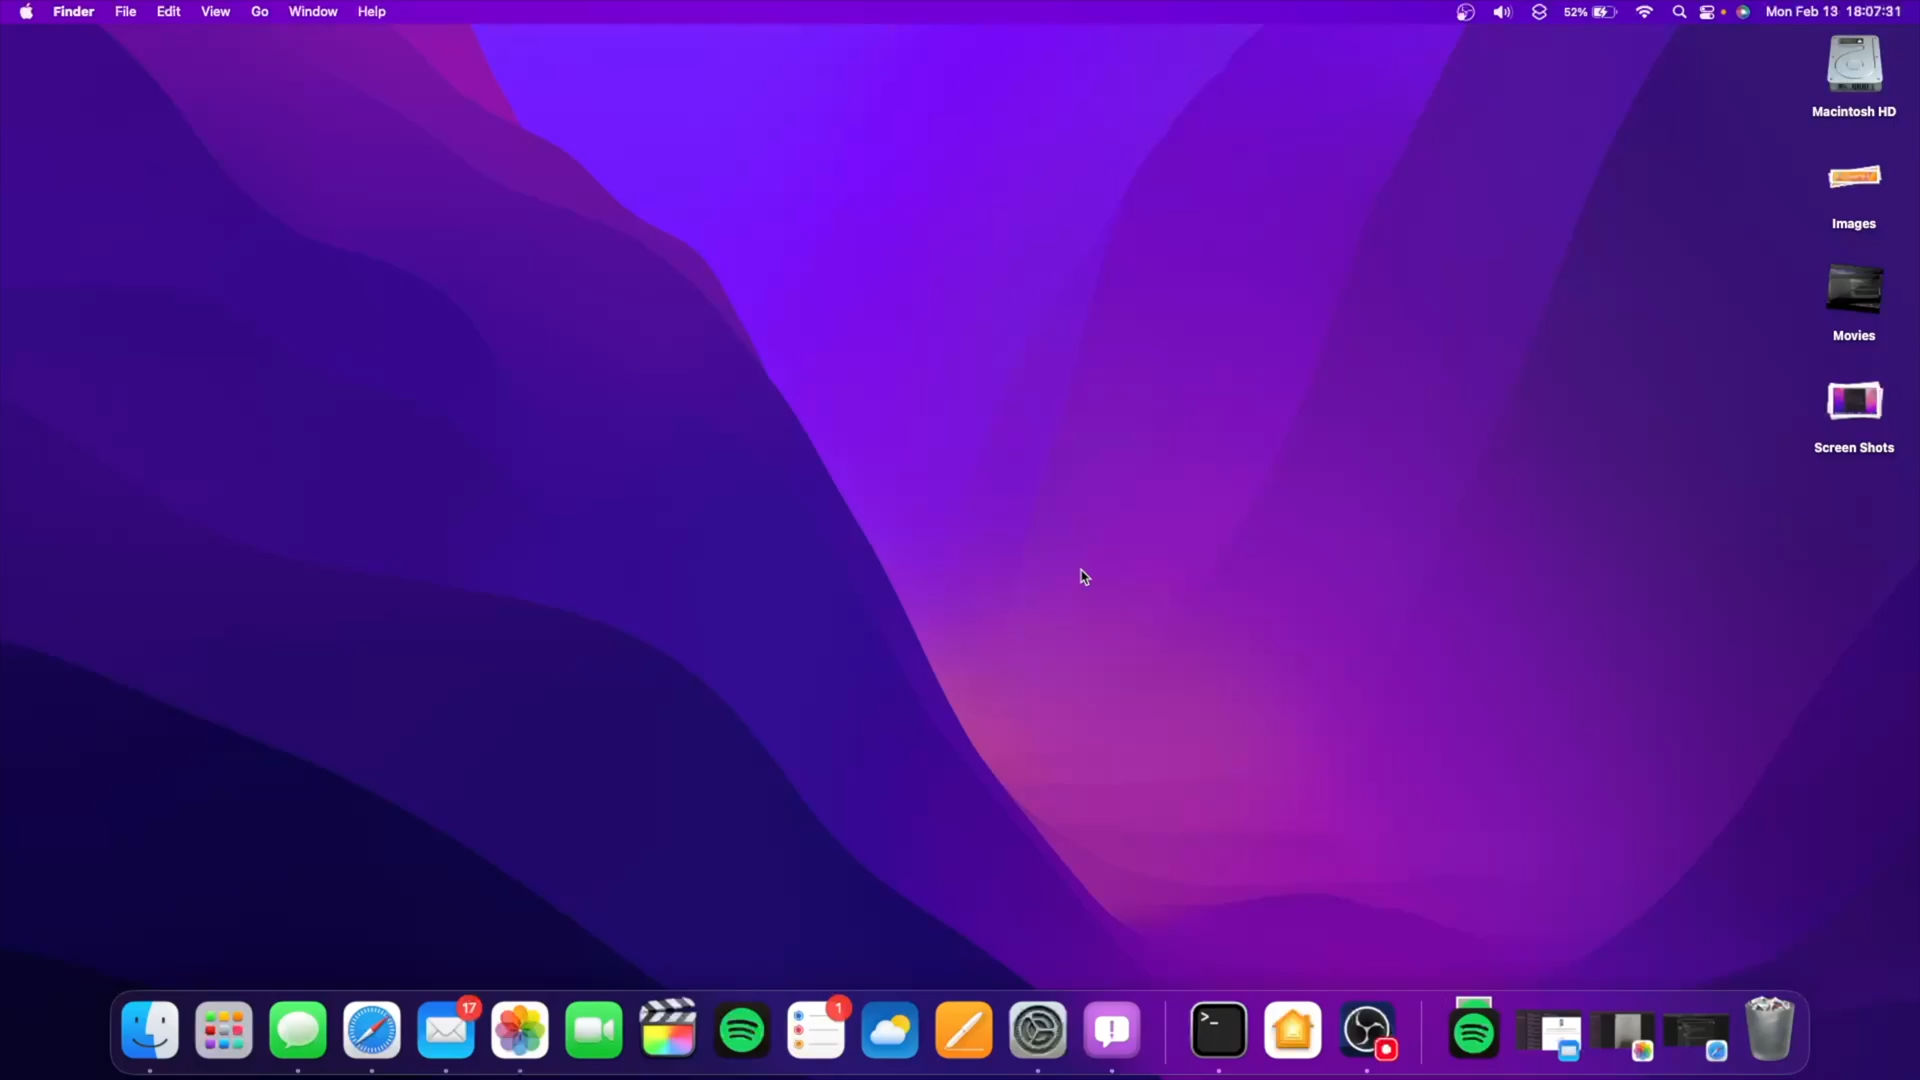 Finder File Edit View Go Window Help 52% Mon Feb 13 18:07:31
Macintosh HD
Images
Movies
Screen Shots
17
1
>_